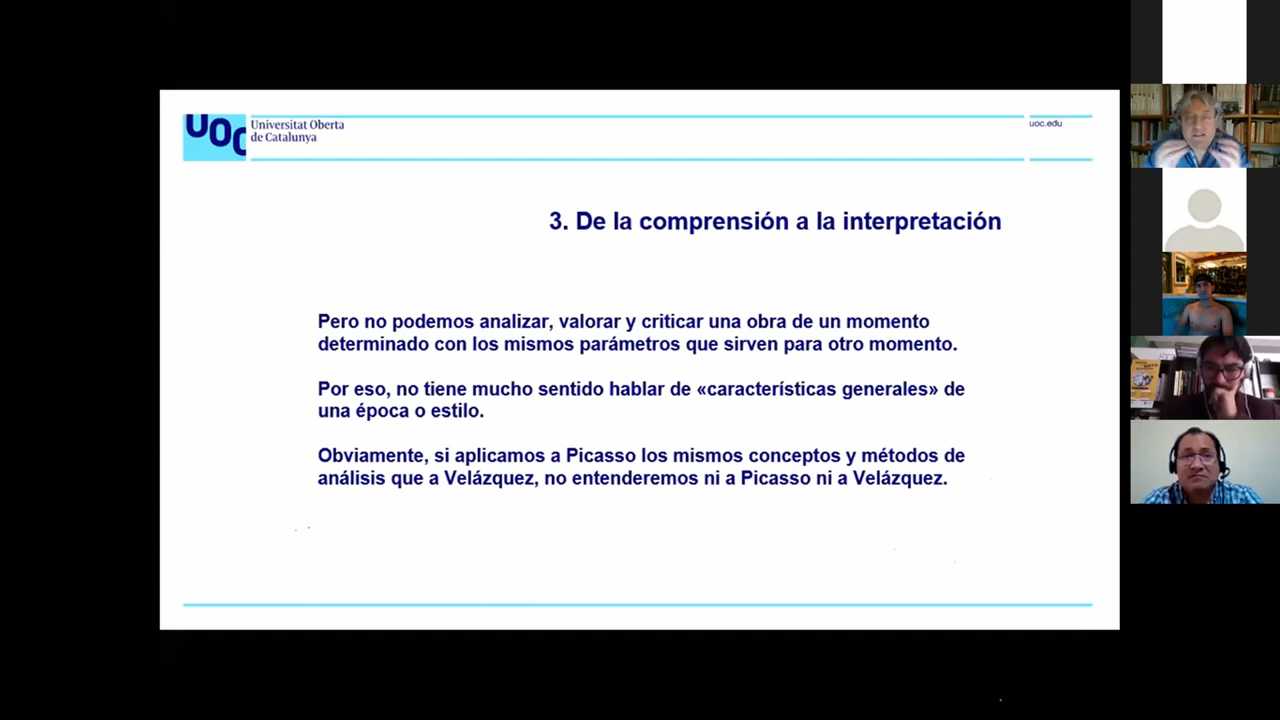 UOC
Universitat Oberta
de Catalunya
uoc.edu
3. De la comprensión a la interpretación
Pero no podemos analizar, valorar y criticar una obra de un momento
determinado con los mismos parámetros que sirven para otro momento.
Por eso, no tiene mucho sentido hablar de «características generales» de
una época o estilo.
Obviamente, si aplicamos a Picasso los mismos conceptos y métodos de
análisis que a Velázquez, no entenderemos ni a Picasso ni a Velázquez.